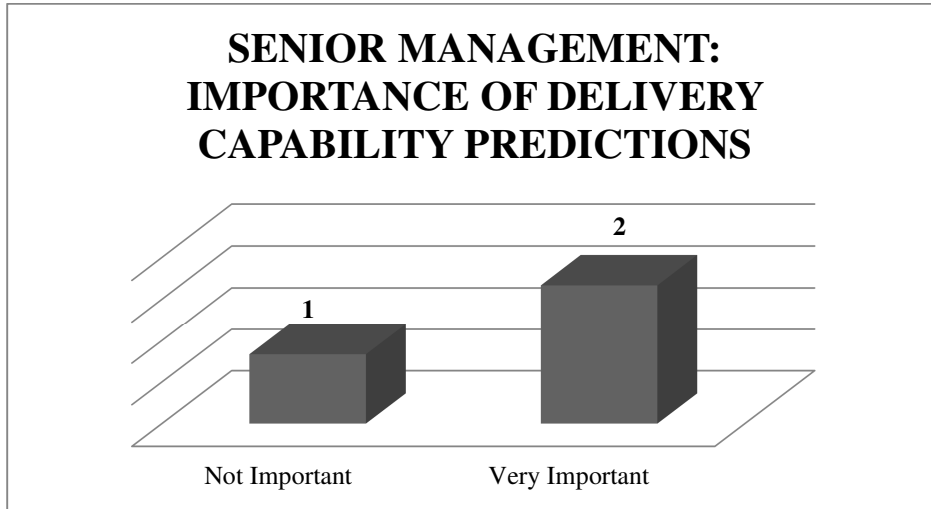 SENIOR MANAGEMENT:
IMPORTANCE OF DELIVERY
CAPABILITY PREDICTIONS
2
1
Not Important
Very Important